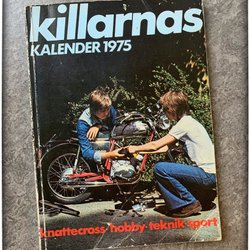 killarnas
KALENDER 1975
knattecross·hobby·teknik·sport